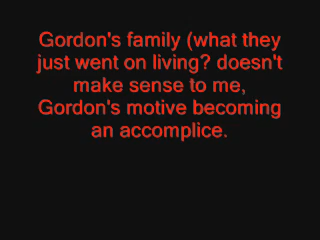 Gordon's family (what they
just went on living? doesn't
make sense to me,
Gordon's motive becoming
an accomplice.